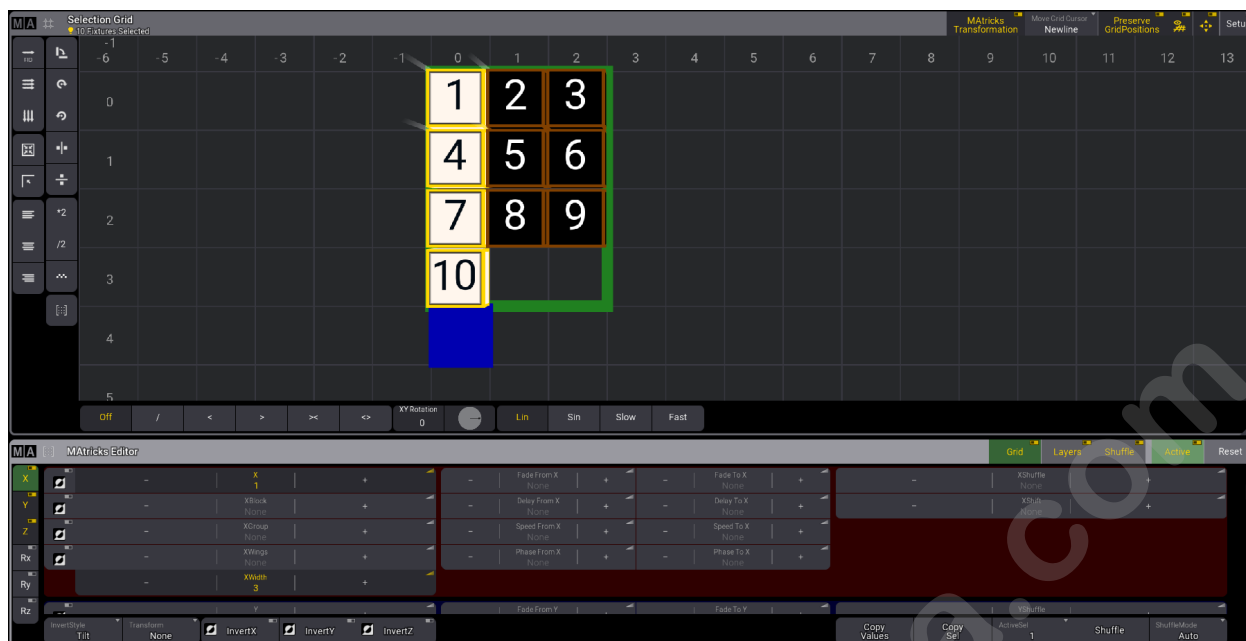 MA Selection Grid
10 Fixtures Selected
MAtricks Transformation
Move Grid Cursor
Newline
Preserve GridPositions
Setu
-1
-6 -5 -4 -3 -2 -1 0 1 2 3 4 5 6 7 8 9 10 11 12 13
0 1 2 3
1 4 5 6
*2
2 7 8 9
/2
3 10
4
5
Off / < > >< <> XY Rotation 0 Lin Sin Slow Fast
MA MAtricks Editor Grid Layers Shuffle Active Reset
X - X 1 + - Fade From X None + - Fade To X None + - XShuffle None +
Y - XBlock None + - Delay From X None + - Delay To X None + - XShift None +
Z - XGroup None + - Speed From X None + - Speed To X None +
Rx - XWings None + - Phase From X None + - Phase To X None +
Ry - XWidth 3 +
Rz Y Fade From Y Fade To Y YShuffle
InvertStyle Tilt Transform None InvertX InvertY InvertZ Copy Values Copy Sel ActiveSel 1 Shuffle ShuffleMode Auto
a.com